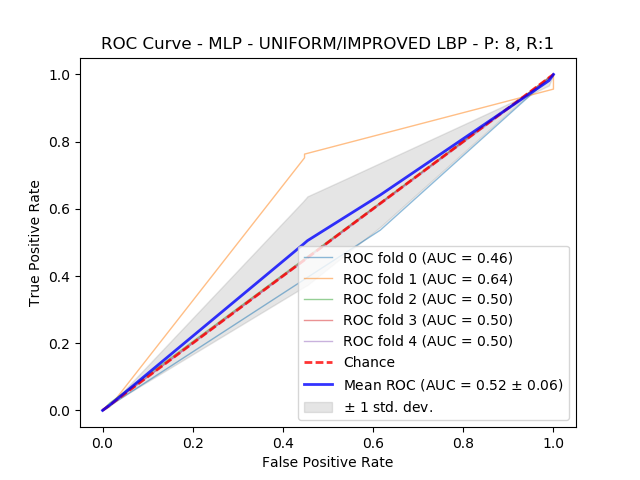 ROC Curve - MLP - UNIFORM/IMPROVED LBP - P: 8, R:1
1.0
0.8
0.6
0.4
0.2
0.0
True Positive Rate
ROC fold 0 (AUC = 0.46)
ROC fold 1 (AUC = 0.64)
ROC fold 2 (AUC = 0.50)
ROC fold 3 (AUC = 0.50)
ROC fold 4 (AUC = 0.50)
Chance
Mean ROC (AUC = 0.52 ± 0.06)
± 1 std. dev.
0.0 0.2 0.4 0.6 0.8 1.0
False Positive Rate